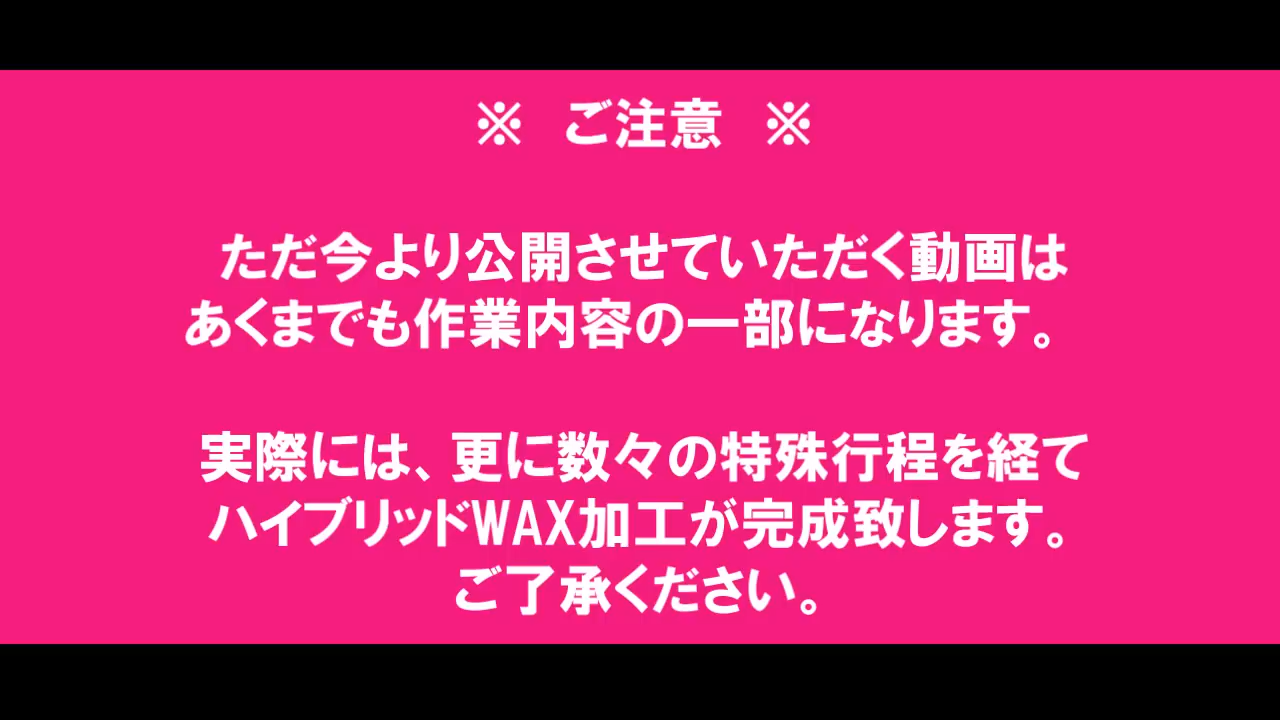 ※　ご注意　※
ただ今より公開させていただく動画は
あくまでも作業内容の一部になります。
実際には、更に数々の特殊行程を経て
ハイブリッドWAX加工が完成致します。
ご了承ください。